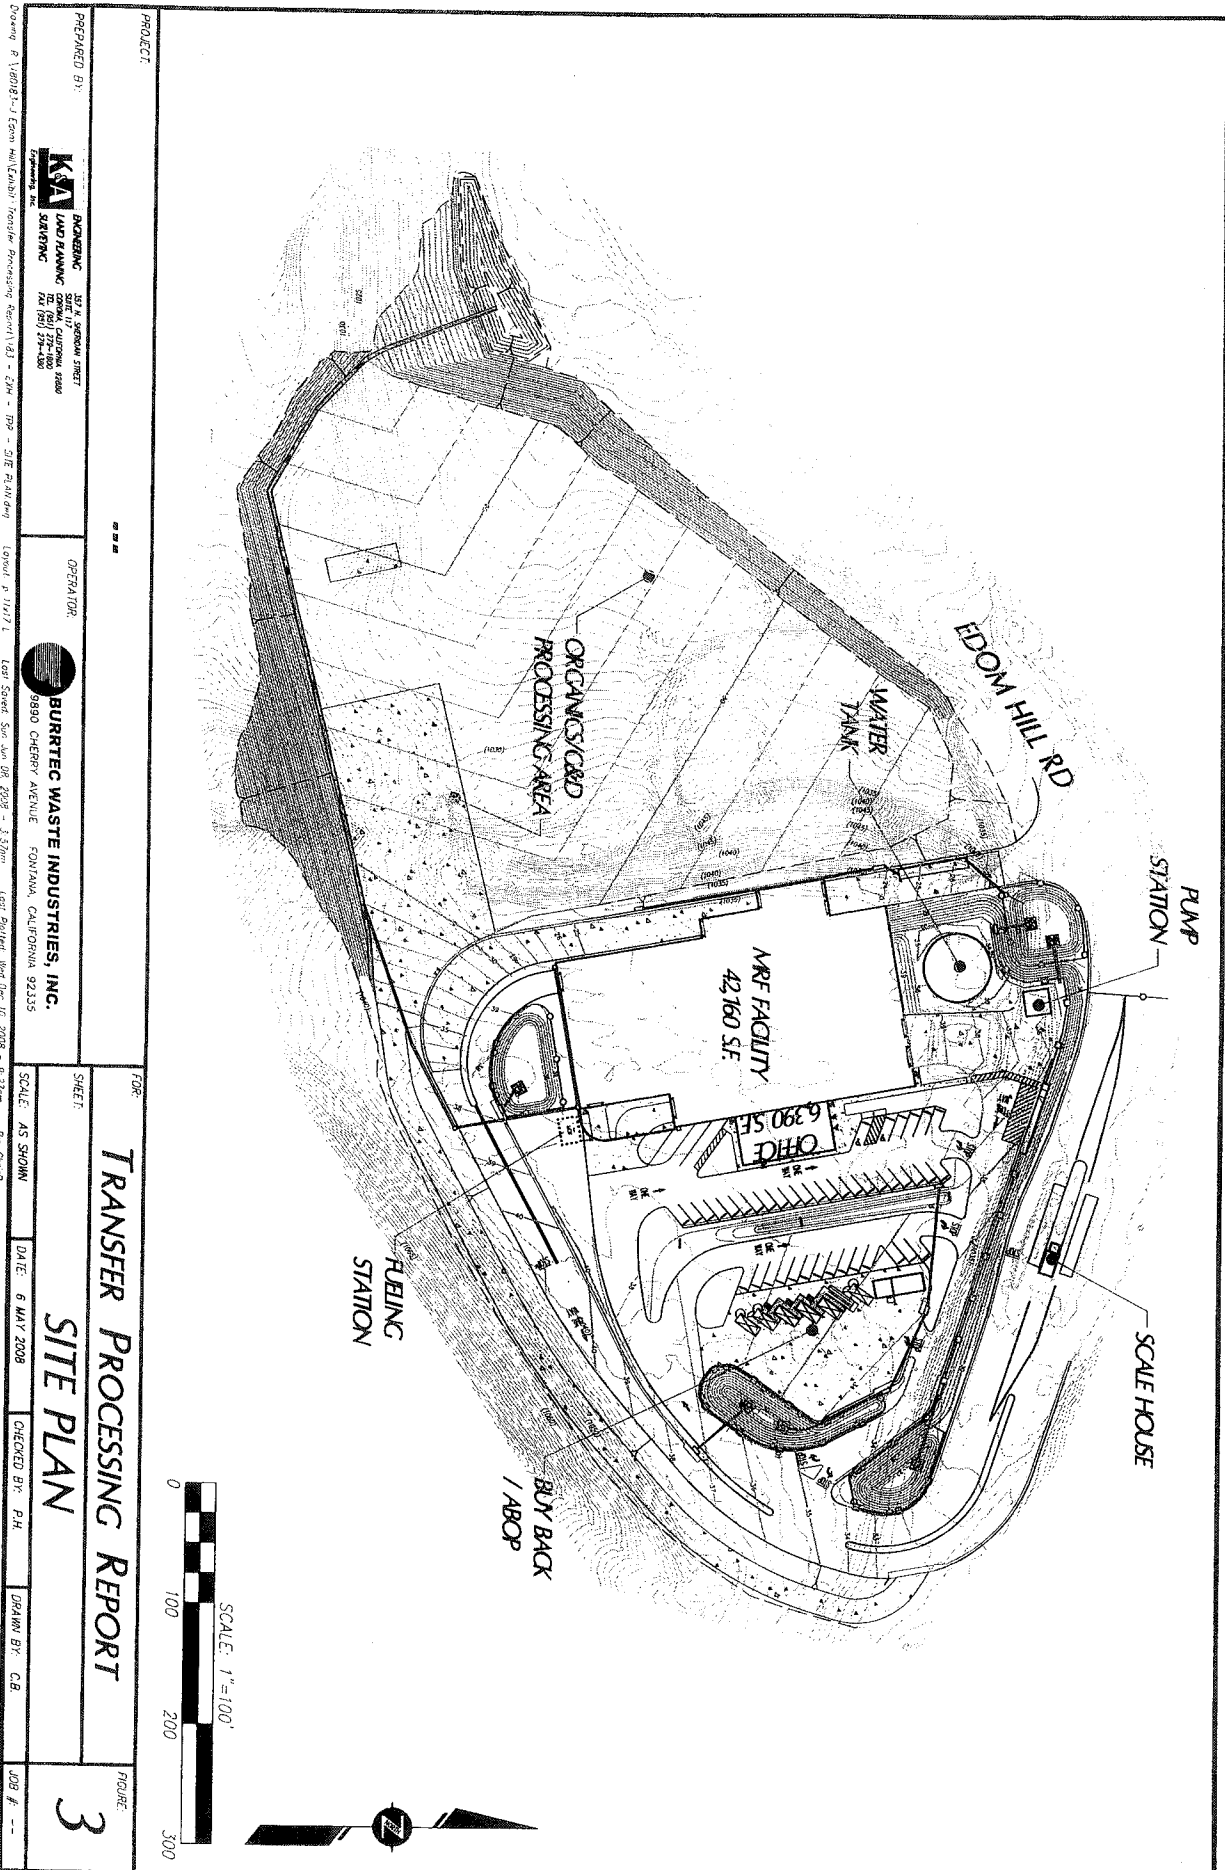 EDOM HILL RD
PUMP
STATION
WATER
TANK
ORGANICS/C&D
PROCESSING AREA
MRF FACILITY
42,760 S.F.
OFFICE
6,390 S.F.
SCALE HOUSE
FUELING
STATION
BUY BACK
/ ABOP
SCALE: 1"=100'
0
100
200
300
PROJECT:
---
PREPARED BY:
K&A
Engineering, Inc.
ENGINEERING
LAND PLANNING
SURVEYING
357 N. SHERIDAN STREET
SUITE 117
CORONA, CALIFORNIA 92880
TEL (951) 279-1800
FAX (951) 279-4380
OPERATOR:
BURRTEC WASTE INDUSTRIES, INC.
9890 CHERRY AVENUE FONTANA, CALIFORNIA 92335
FOR:
TRANSFER PROCESSING REPORT
SHEET:
SITE PLAN
FIGURE:
3
SCALE: AS SHOWN
DATE: 6 MAY 2008
CHECKED BY: P.H.
DRAWN BY: C.B.
JOB #: --